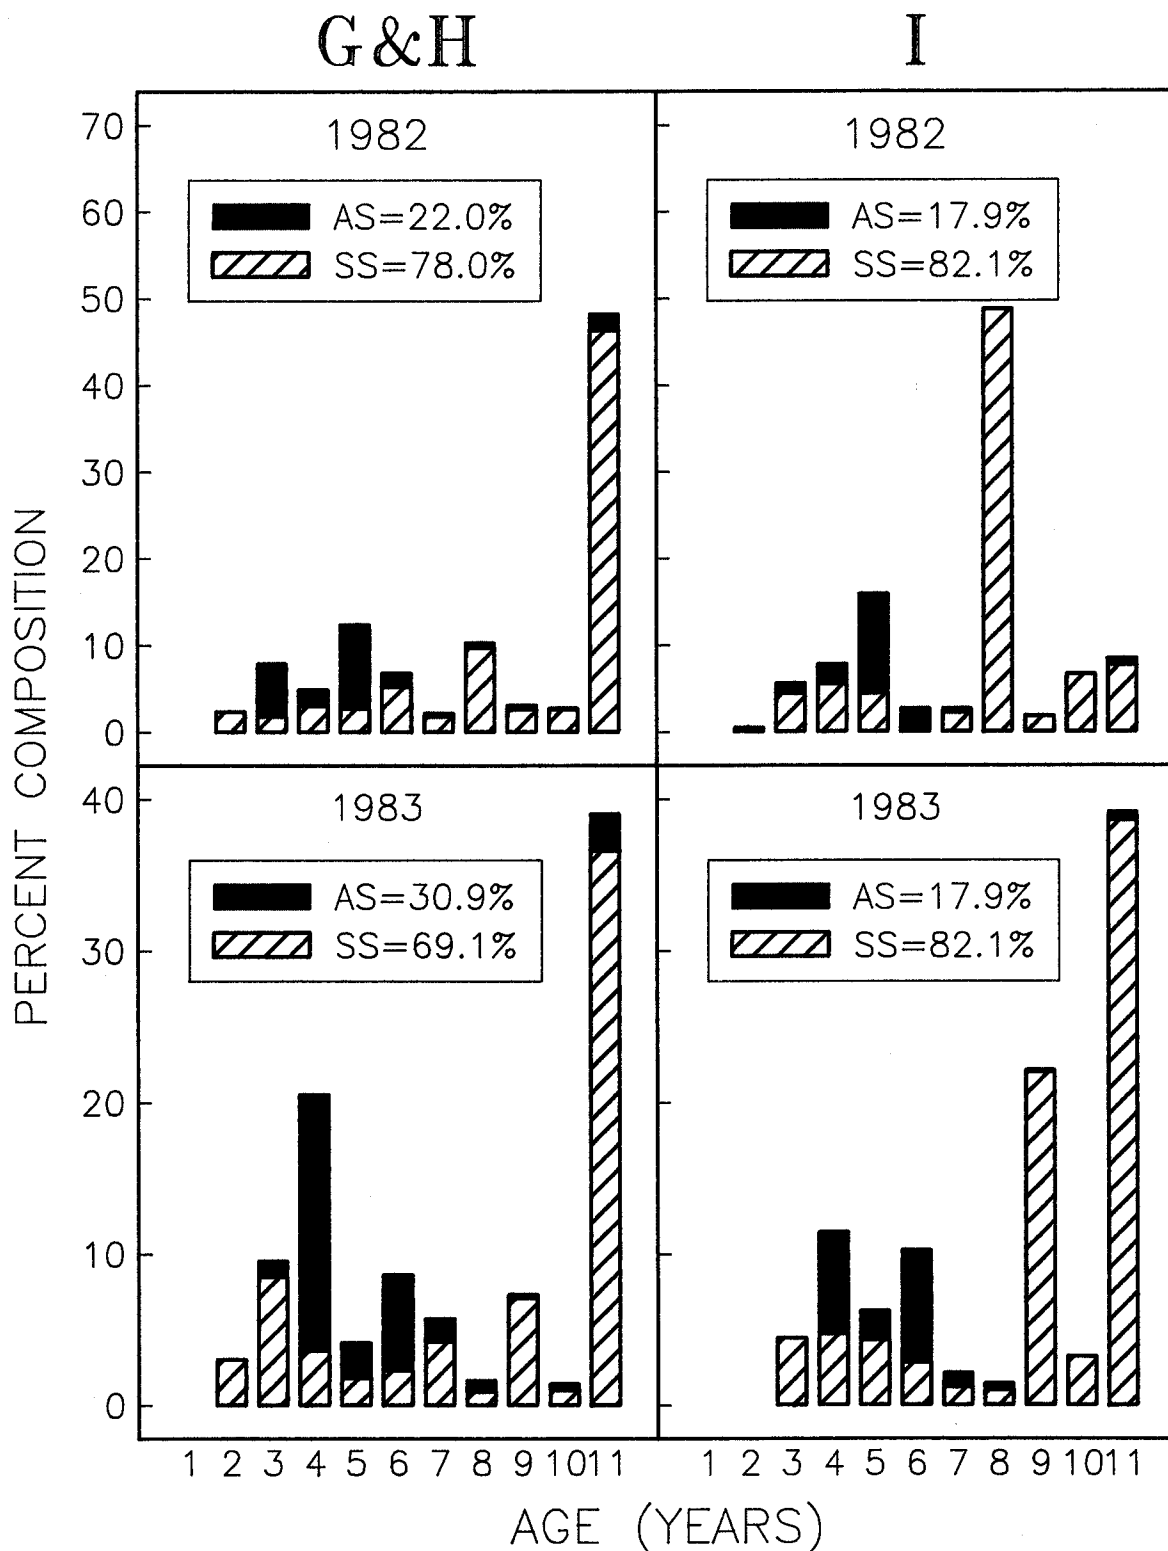 G&H
I
1982
AS=22.0%
SS=78.0%
70
60
50
40
30
20
10
0
1982
AS=17.9%
SS=82.1%
1983
AS=30.9%
SS=69.1%
40
30
20
10
0
1983
AS=17.9%
SS=82.1%
PERCENT COMPOSITION
1 2 3 4 5 6 7 8 9 10 11
1 2 3 4 5 6 7 8 9 10 11
AGE (YEARS)